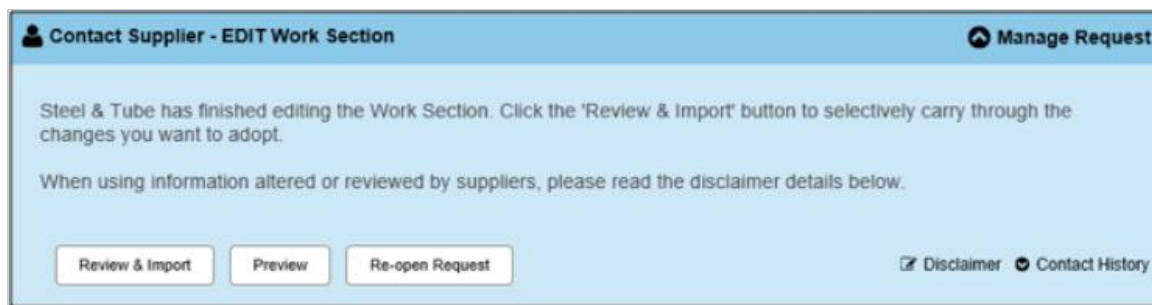 Contact Supplier - EDIT Work Section
Manage Request
Steel & Tube has finished editing the Work Section. Click the 'Review & Import' button to selectively carry through the
changes you want to adopt.
When using information altered or reviewed by suppliers, please read the disclaimer details below.
Review & Import
Preview
Re-open Request
Disclaimer
Contact History